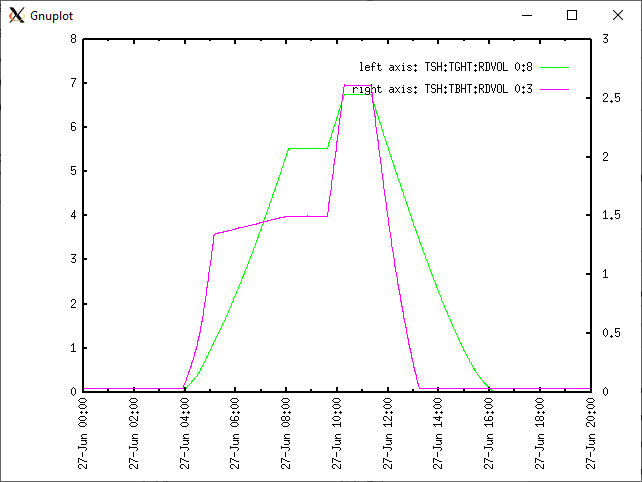 Gnuplot
left axis: TSH:TGHT:RDVOL 0:8
right axis: TSH:TBHT:RDVOL 0:3
8
7
6
5
4
3
2
1
0
3
2.5
2
1.5
1
0.5
0
27-Jun 00:00
27-Jun 02:00
27-Jun 04:00
27-Jun 06:00
27-Jun 08:00
27-Jun 10:00
27-Jun 12:00
27-Jun 14:00
27-Jun 16:00
27-Jun 18:00
27-Jun 20:00